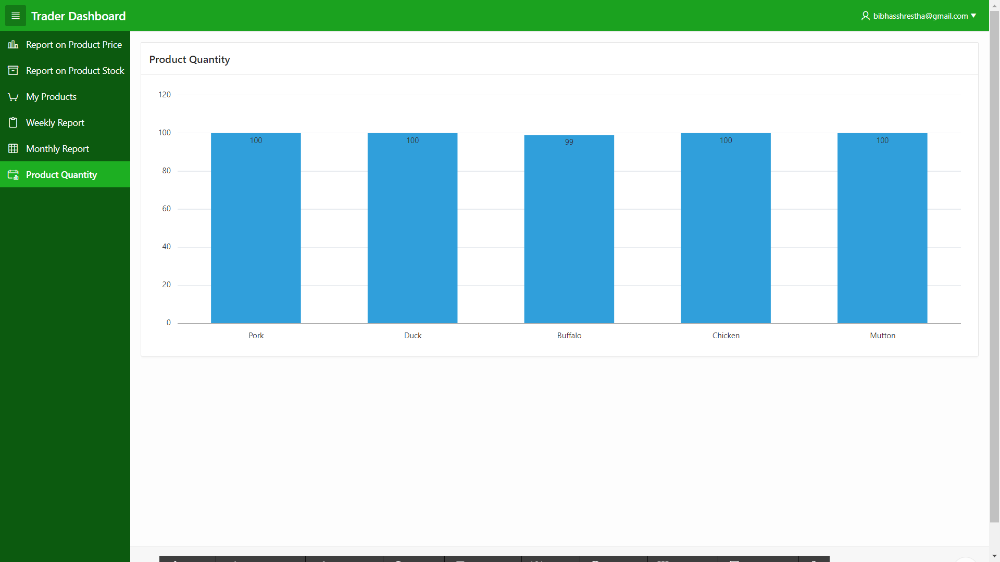 Trader Dashboard
bibhasshrestha@gmail.com
Report on Product Price
Report on Product Stock
My Products
Weekly Report
Monthly Report
Product Quantity
Product Quantity
120
100
80
60
40
20
0
100
100
99
100
100
Pork
Duck
Buffalo
Chicken
Mutton